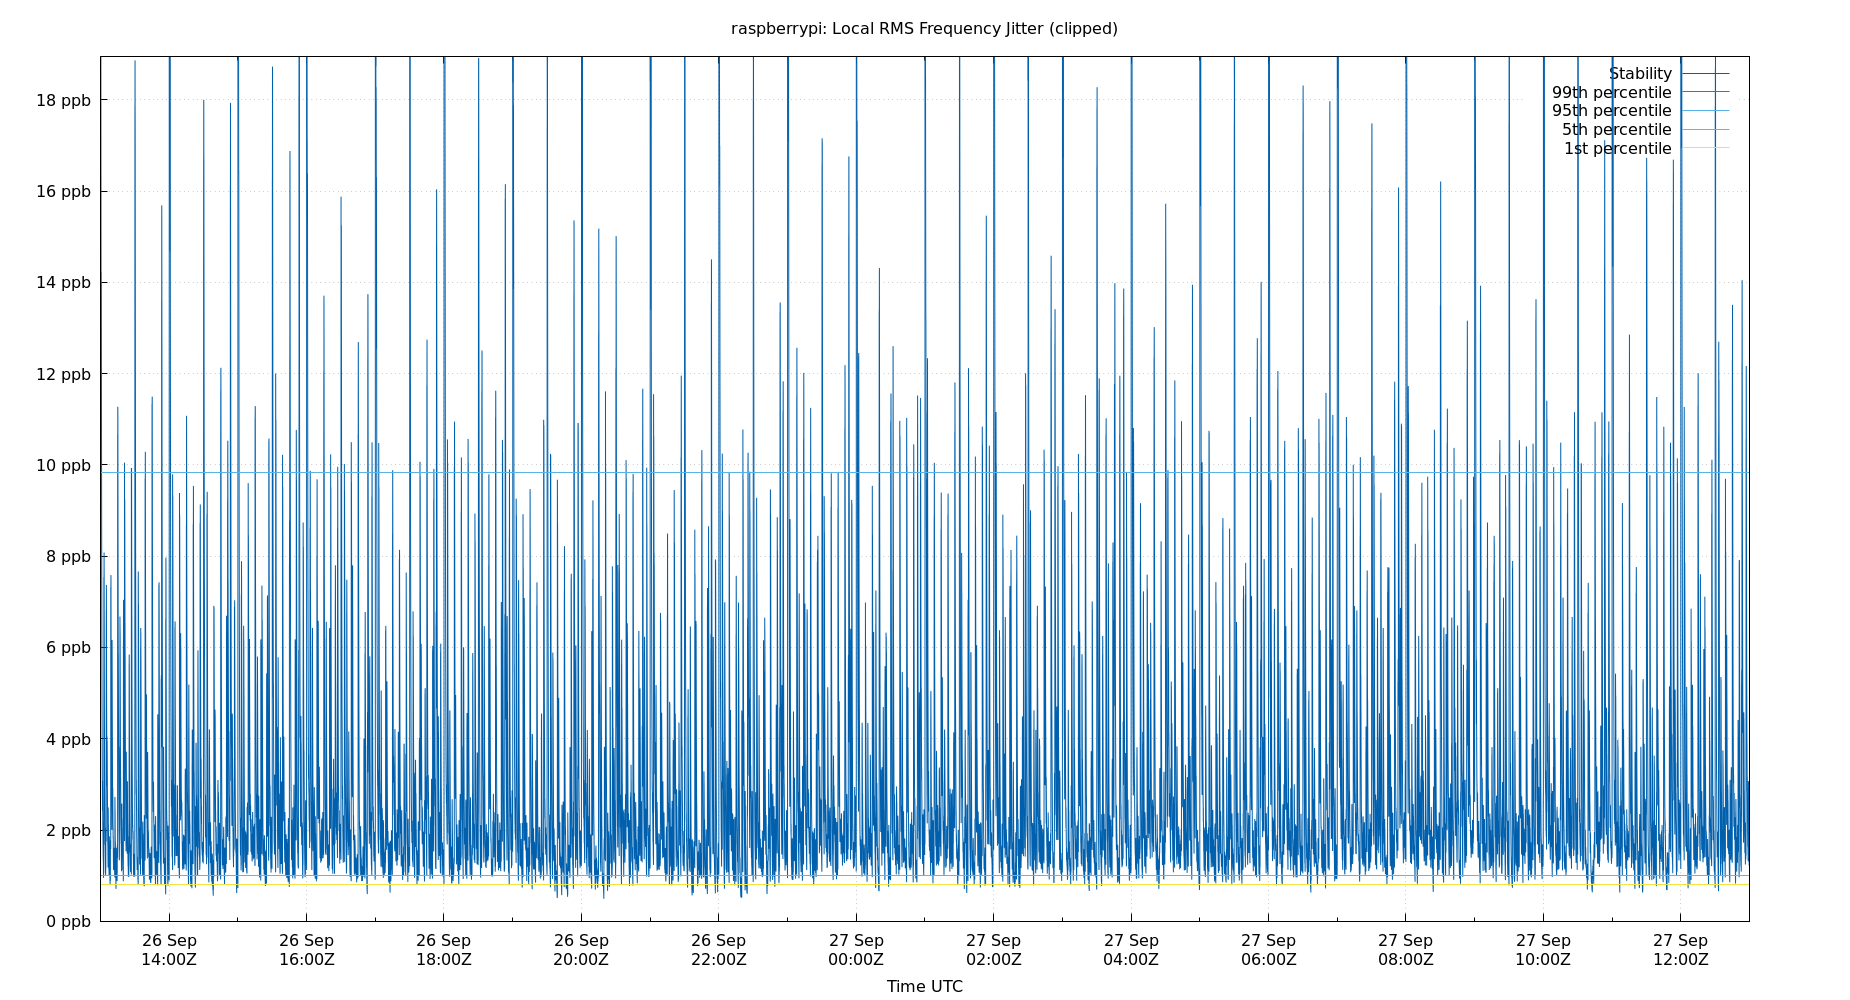 raspberrypi: Local RMS Frequency Jitter (clipped)
Stability
99th percentile
95th percentile
5th percentile
1st percentile
18 ppb
16 ppb
14 ppb
12 ppb
10 ppb
8 ppb
6 ppb
4 ppb
2 ppb
0 ppb
26 Sep 26 Sep 26 Sep 26 Sep 26 Sep 27 Sep 27 Sep 27 Sep 27 Sep 27 Sep 27 Sep 27 Sep
14:00Z 16:00Z 18:00Z 20:00Z 22:00Z 00:00Z 02:00Z 04:00Z 06:00Z 08:00Z 10:00Z 12:00Z
Time UTC